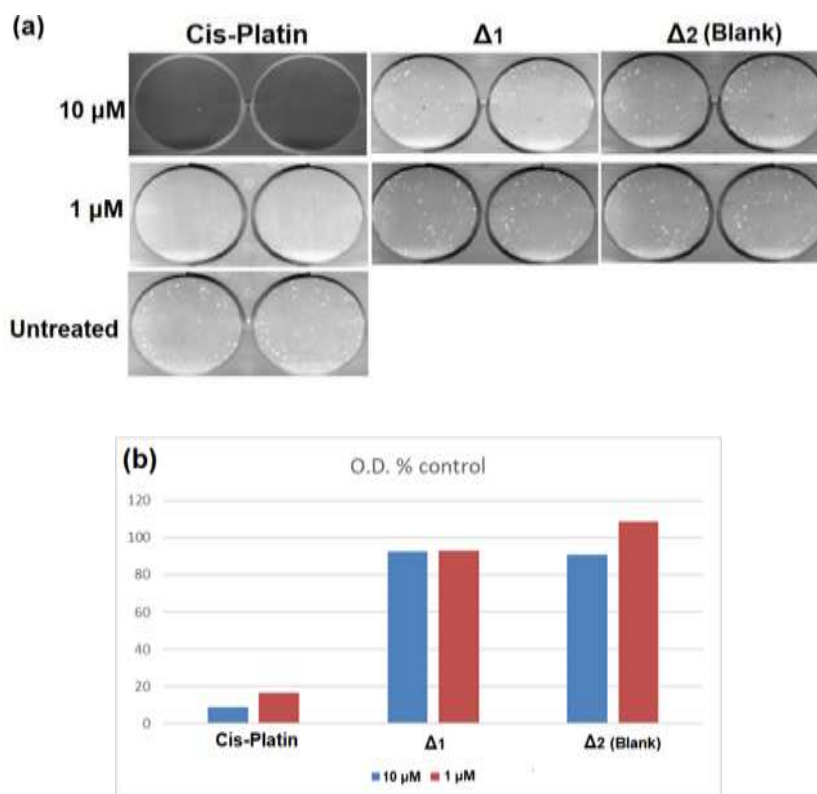 (a)
Cis-Platin Δ1 Δ2 (Blank)
10 µM
1 µM
Untreated
(b)
O.D. % control
120
100
80
60
40
20
0
Cis-Platin Δ1 Δ2 (Blank)
10 µM 1 µM